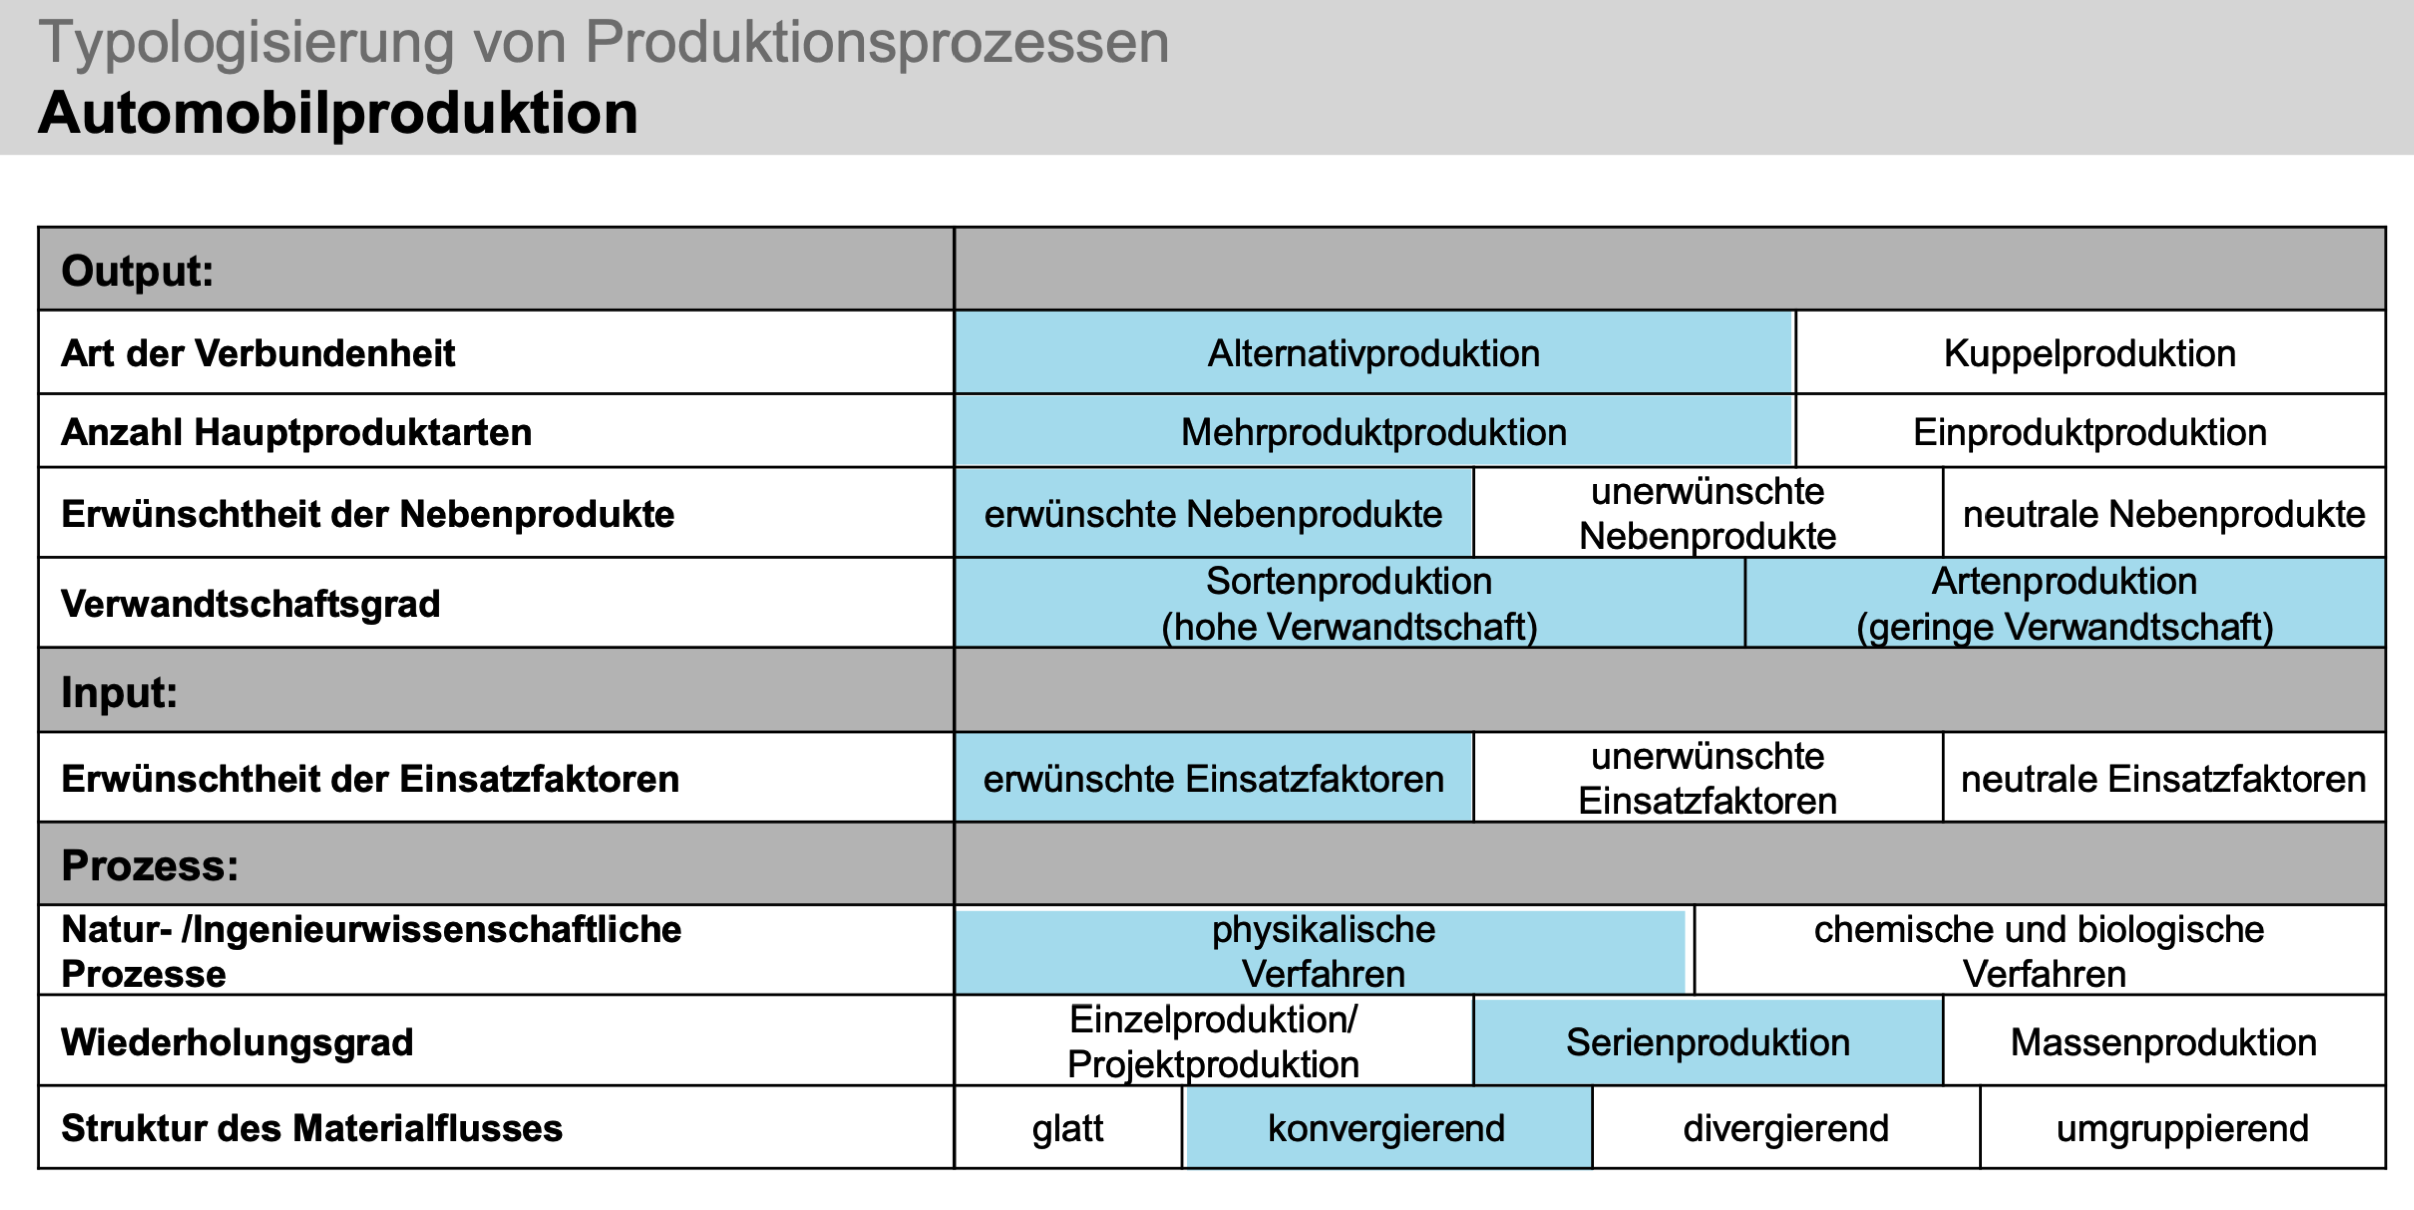 Typologisierung von Produktionsprozessen
Automobilproduktion
Output:
Art der Verbundenheit
Alternativproduktion
Kuppelproduktion
Anzahl Hauptproduktarten
Mehrproduktproduktion
Einproduktproduktion
Erwünschtheit der Nebenprodukte
erwünschte Nebenprodukte
unerwünschte
Nebenprodukte
neutrale Nebenprodukte
Verwandtschaftsgrad
Sortenproduktion
(hohe Verwandtschaft)
Artenproduktion
(geringe Verwandtschaft)
Input:
Erwünschtheit der Einsatzfaktoren
erwünschte Einsatzfaktoren
unerwünschte
Einsatzfaktoren
neutrale Einsatzfaktoren
Prozess:
Natur- /Ingenieurwissenschaftliche
Prozesse
physikalische
Verfahren
chemische und biologische
Verfahren
Wiederholungsgrad
Einzelproduktion/
Projektproduktion
Serienproduktion
Massenproduktion
Struktur des Materialflusses
glatt
konvergierend
divergierend
umgruppierend